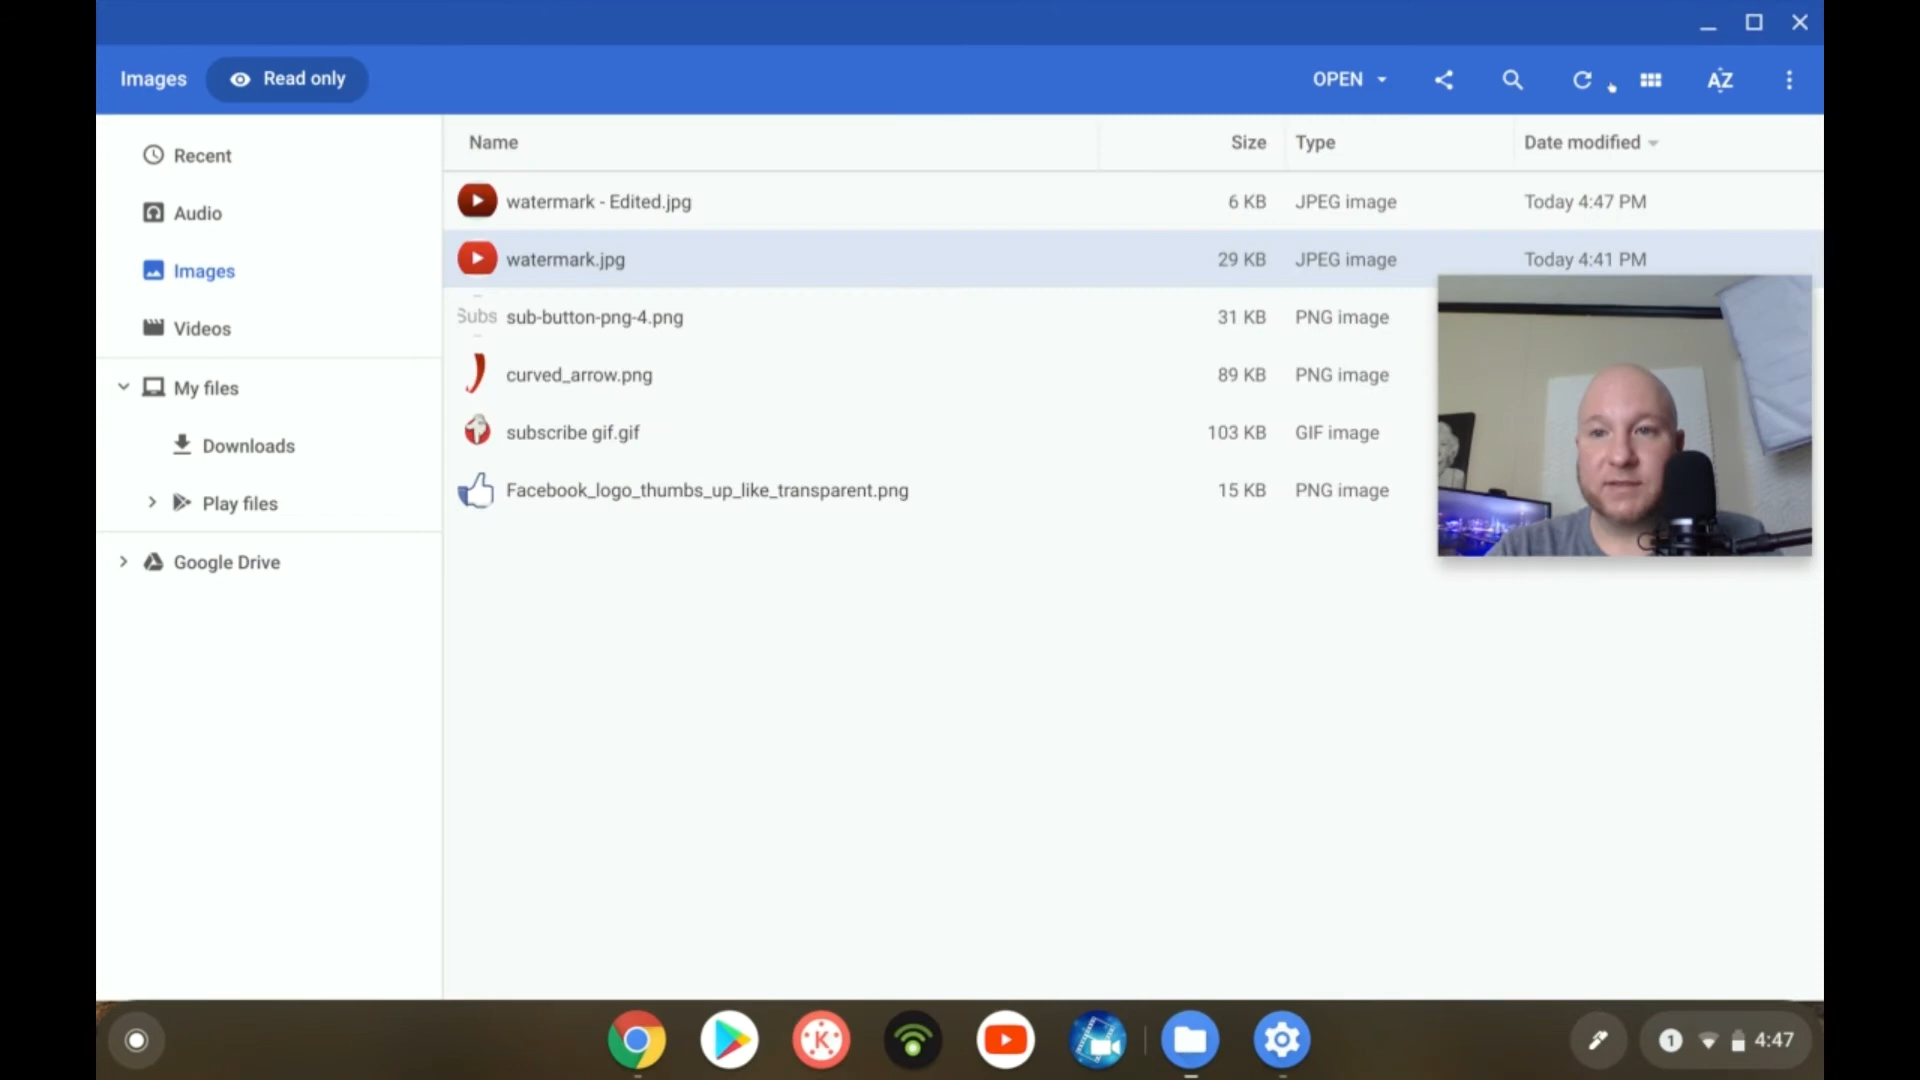 Images
Read only
OPEN
AZ
Recent
Audio
Images
Videos
My files
Downloads
Play files
Google Drive
Name Size Type Date modified
watermark - Edited.jpg 6 KB JPEG image Today 4:47 PM
watermark.jpg 29 KB JPEG image Today 4:41 PM
Subs sub-button-png-4.png 31 KB PNG image
curved_arrow.png 89 KB PNG image
subscribe gif.gif 103 KB GIF image
Facebook_logo_thumbs_up_like_transparent.png 15 KB PNG image
K
1 4:47